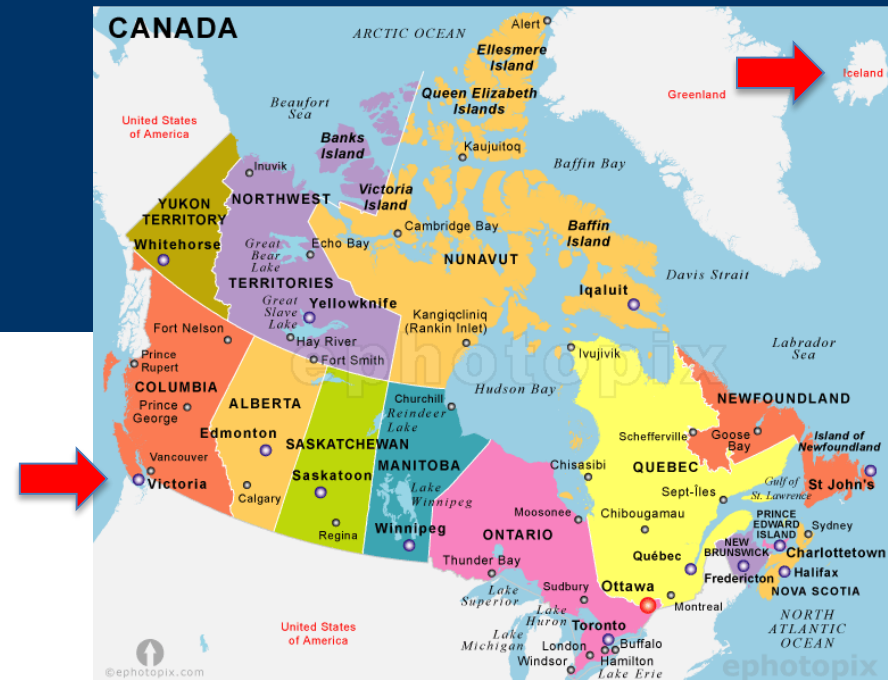 CANADA
ARCTIC OCEAN
Alert
Ellesmere
Island
Iceland
Greenland
Queen Elizabeth
Islands
Beaufort
Sea
United States
of America
Banks
Island
Kaujuitoq
Baffin Bay
Inuvik
Victoria
Island
NORTHWEST
YUKON
TERRITORY
Whitehorse
Cambridge Bay
Baffin
Island
Great
Bear
Lake
Echo Bay
NUNAVUT
Davis Strait
TERRITORIES
Iqaluit
Great
Slave
Lake
Yellowknife
Kangiqcliniq
(Rankin Inlet)
Fort Nelson
Hay River
Fort Smith
Ivujivik
Labrador
Sea
ephotopix
Prince
Rupert
COLUMBIA
Prince
George
ALBERTA
Churchill
Reindeer
Lake
Hudson Bay
NEWFOUNDLAND
Edmonton
SASKATCHEWAN
Schefferville
Goose
Bay
Island of
Newfoundland
Vancouver
Victoria
Saskatoon
MANITOBA
Chisasibi
QUEBEC
Calgary
Lake
Winnipeg
Sept-Îles
Gulf of
St. Lawrence
St John's
Regina
Winnipeg
Moosonee
Chibougamau
PRINCE
EDWARD
ISLAND
Sydney
ONTARIO
NEW
BRUNSWICK
Charlottetown
Thunder Bay
Québec
Fredericton
Halifax
Lake
Superior
Sudbury
Ottawa
NOVA SCOTIA
Montreal
United States
of America
Lake
Huron
Toronto
NORTH
ATLANTIC
OCEAN
Lake
Michigan
London
Buffalo
Windsor
Hamilton
Lake Erie
©ephotopix.com
ephotopix